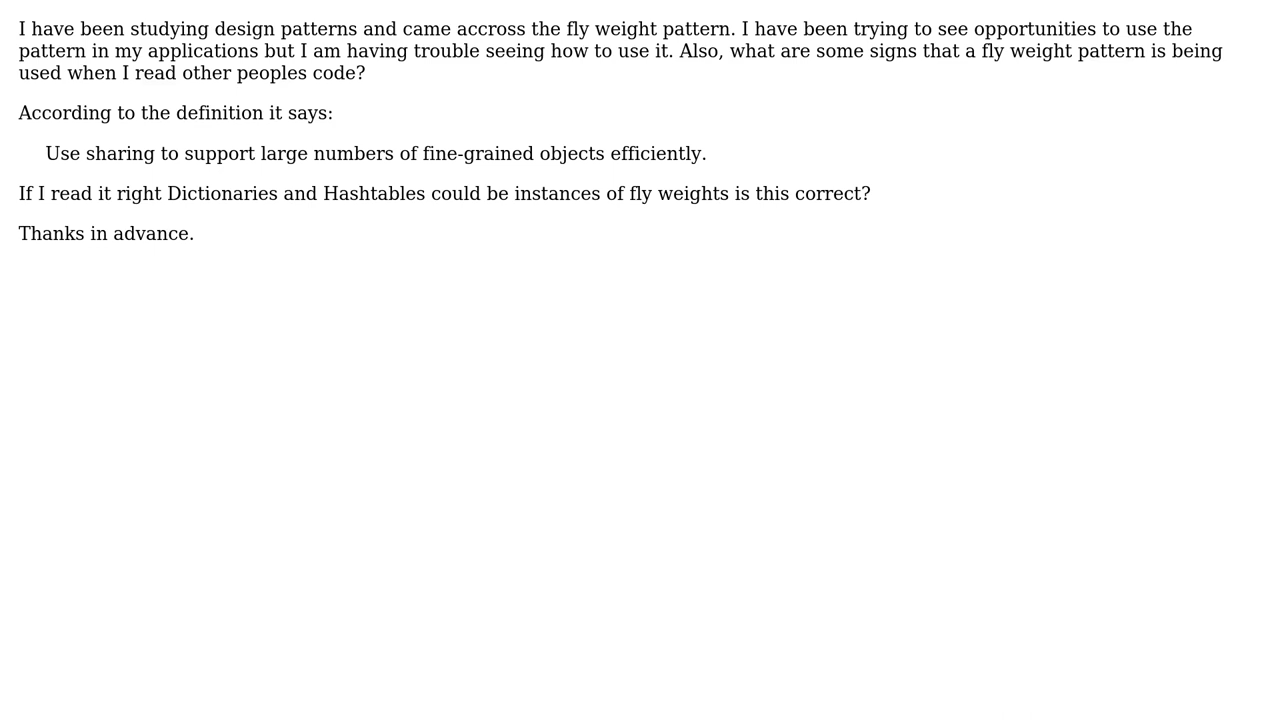 I have been studying design patterns and came accross the fly weight pattern. I have been trying to see opportunities to use the
pattern in my applications but I am having trouble seeing how to use it. Also, what are some signs that a fly weight pattern is being
used when I read other peoples code?
According to the definition it says:
Use sharing to support large numbers of fine-grained objects efficiently.
If I read it right Dictionaries and Hashtables could be instances of fly weights is this correct?
Thanks in advance.